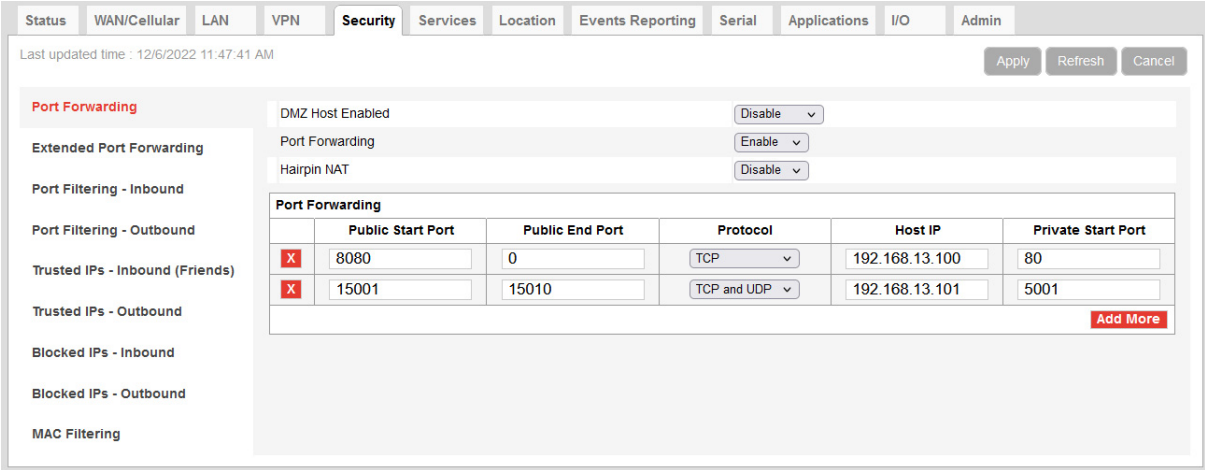 Status WAN/Cellular LAN VPN Security Services Location Events Reporting Serial Applications I/O Admin
Last updated time : 12/6/2022 11:47:41 AM
Apply Refresh Cancel
Port Forwarding
Extended Port Forwarding
Port Filtering - Inbound
Port Filtering - Outbound
Trusted IPs - Inbound (Friends)
Trusted IPs - Outbound
Blocked IPs - Inbound
Blocked IPs - Outbound
MAC Filtering
DMZ Host Enabled Disable
Port Forwarding Enable
Hairpin NAT Disable
Port Forwarding
Public Start Port Public End Port Protocol Host IP Private Start Port
X 8080 0 TCP 192.168.13.100 80
X 15001 15010 TCP and UDP 192.168.13.101 5001
Add More